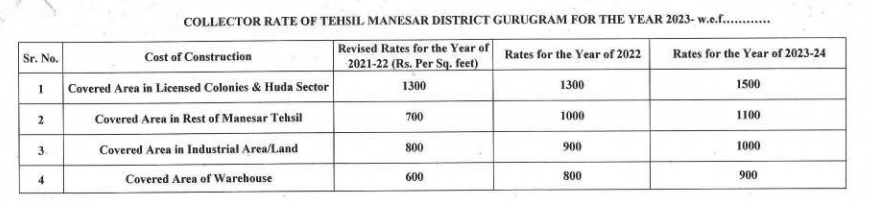 COLLECTOR RATE OF TEHSIL MANESAR DISTRICT GURUGRAM FOR THE YEAR 2023- w.e.f............
Sr. No. Cost of Construction Revised Rates for the Year of 2021-22 (Rs. Per Sq. feet) Rates for the Year of 2022 Rates for the Year of 2023-24
1 Covered Area in Licensed Colonies & Huda Sector 1300 1300 1500
2 Covered Area in Rest of Manesar Tehsil 700 1000 1100
3 Covered Area in Industrial Area/Land 800 900 1000
4 Covered Area of Warehouse 600 800 900